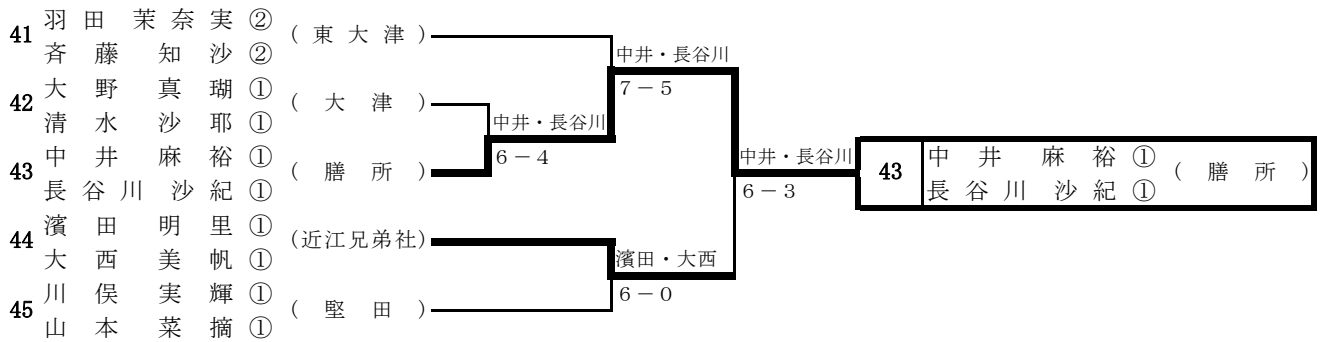 41 羽田 茉奈実 ② (東大津)
斉藤 知沙 ②
中井・長谷川
7－5
42 大野 真瑚 ① (大津)
清水 沙耶 ①
中井・長谷川
6－4
43 中井 麻裕 ① (膳所)
長谷川 沙紀 ①
中井・長谷川
6－3
43 中井 麻裕 ① (膳所)
長谷川 沙紀 ①
44 濱田 明里 ① (近江兄弟社)
大西 美帆 ①
濱田・大西
6－0
45 川俣 実輝 ① (堅田)
山本 菜摘 ①